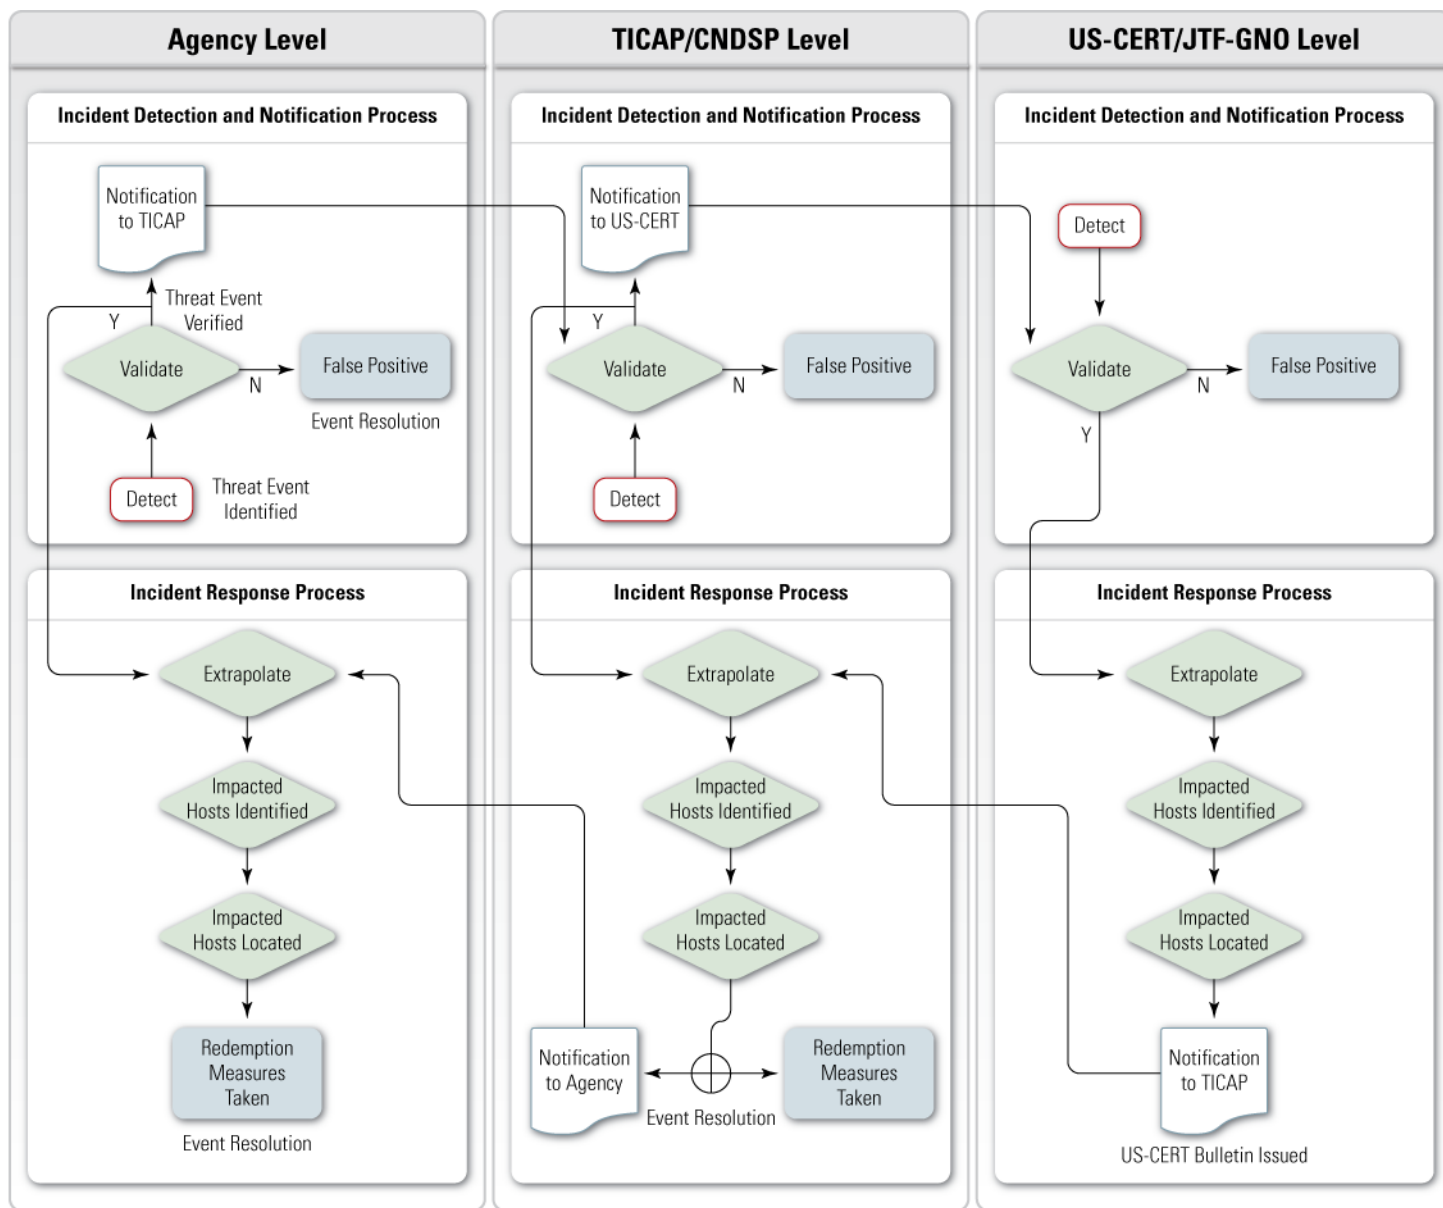 Agency Level
Incident Detection and Notification Process
Notification
to TICAP
Threat Event
Verified
Y
Validate
N
False Positive
Event Resolution
Detect
Threat Event
Identified
Incident Response Process
Extrapolate
Impacted
Hosts Identified
Impacted
Hosts Located
Redemption
Measures
Taken
Event Resolution
TICAP/CNDSP Level
Incident Detection and Notification Process
Notification
to US-CERT
Y
Validate
N
False Positive
Detect
Incident Response Process
Extrapolate
Impacted
Hosts Identified
Impacted
Hosts Located
Notification
to Agency
Event Resolution
Redemption
Measures
Taken
US-CERT/JTF-GNO Level
Incident Detection and Notification Process
Detect
Validate
N
False Positive
Y
Incident Response Process
Extrapolate
Impacted
Hosts Identified
Impacted
Hosts Located
Notification
to TICAP
US-CERT Bulletin Issued